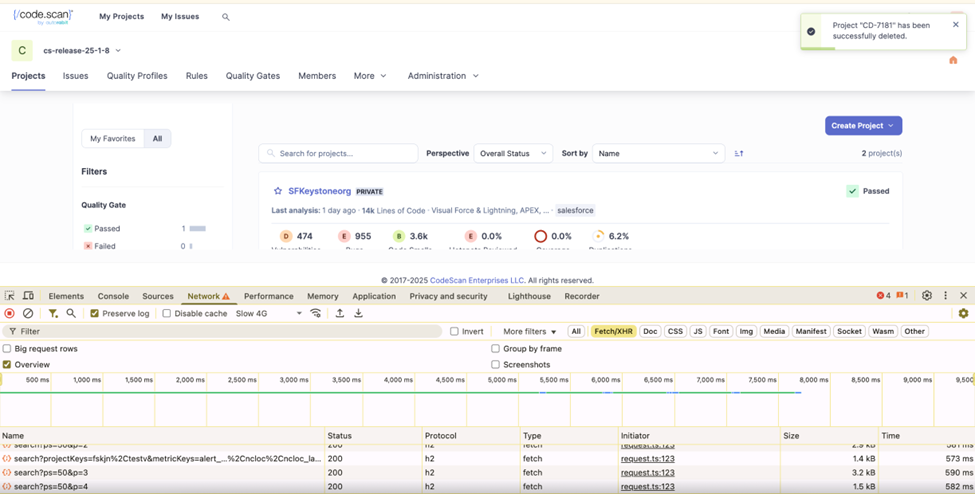 [/code.scan]
by autorabit
My Projects
My Issues
Project "CD-7181" has been
successfully deleted.
C
cs-release-25-1-8
Projects
Issues
Quality Profiles
Rules
Quality Gates
Members
More
Administration
My Favorites
All
Create Project
Search for projects...
Perspective
Overall Status
Sort by
Name
2 project(s)
Filters
Quality Gate
Passed
1
Failed
0
SFKeystoneorg
PRIVATE
Passed
Last analysis: 1 day ago · 14k Lines of Code · Visual Force & Lightning, APEX, ... · salesforce
D 474
E 955
B 3.6k
E 0.0%
0.0%
6.2%
Vulnerabilities
Bugs
Code Smells
Hotspots Reviewed
Coverage
Duplications
© 2017-2025 CodeScan Enterprises LLC. All rights reserved.
Elements
Console
Sources
Network
Performance
Memory
Application
Privacy and security
Lighthouse
Recorder
4
1
Preserve log
Disable cache
Slow 4G
Filter
Invert
More filters
All
Fetch/XHR
Doc
CSS
JS
Font
Img
Media
Manifest
Socket
Wasm
Other
Big request rows
Group by frame
Overview
Screenshots
500 ms
1,000 ms
1,500 ms
2,000 ms
2,500 ms
3,000 ms
3,500 ms
4,000 ms
4,500 ms
5,000 ms
5,500 ms
6,000 ms
6,500 ms
7,000 ms
7,500 ms
8,000 ms
8,500 ms
9,000 ms
9,500
Name
Status
Protocol
Type
Initiator
Size
Time
search?ps=50&p=2 200 h2 fetch request.ts:123 2.9 kB 581 ms
search?projectKeys=fskjn%2Ctestv&metricKeys=alert_...%2Cncloc%2Cncloc_la... 200 h2 fetch request.ts:123 1.4 kB 573 ms
search?ps=50&p=3 200 h2 fetch request.ts:123 3.2 kB 590 ms
search?ps=50&p=4 200 h2 fetch request.ts:123 1.5 kB 582 ms